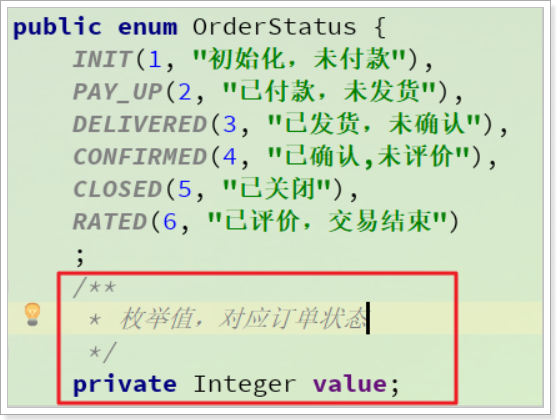 public enum OrderStatus {
INIT(1, "初始化，未付款"),
PAY_UP(2, "已付款，未发货"),
DELIVERED(3, "已发货，未确认"),
CONFIRMED(4, "已确认,未评价"),
CLOSED(5, "已关闭"),
RATED(6, "已评价，交易结束")
;
/**
* 枚举值，对应订单状态
*/
private Integer value;